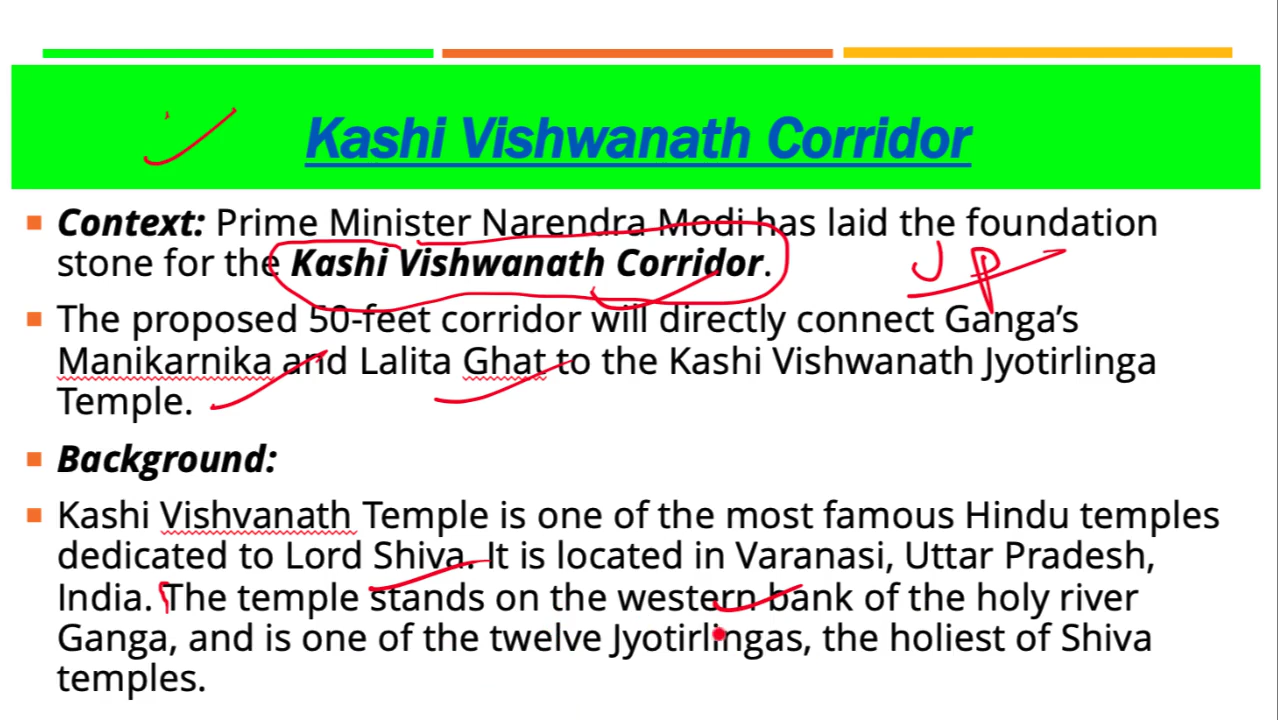 Kashi Vishwanath Corridor
Context: Prime Minister Narendra Modi has laid the foundation
stone for the Kashi Vishwanath Corridor.
UP
The proposed 50-feet corridor will directly connect Ganga's
Manikarnika and Lalita Ghat to the Kashi Vishwanath Jyotirlinga
Temple.
Background:
Kashi Vishvanath Temple is one of the most famous Hindu temples
dedicated to Lord Shiva. It is located in Varanasi, Uttar Pradesh,
India. The temple stands on the western bank of the holy river
Ganga, and is one of the twelve Jyotirlingas, the holiest of Shiva
temples.